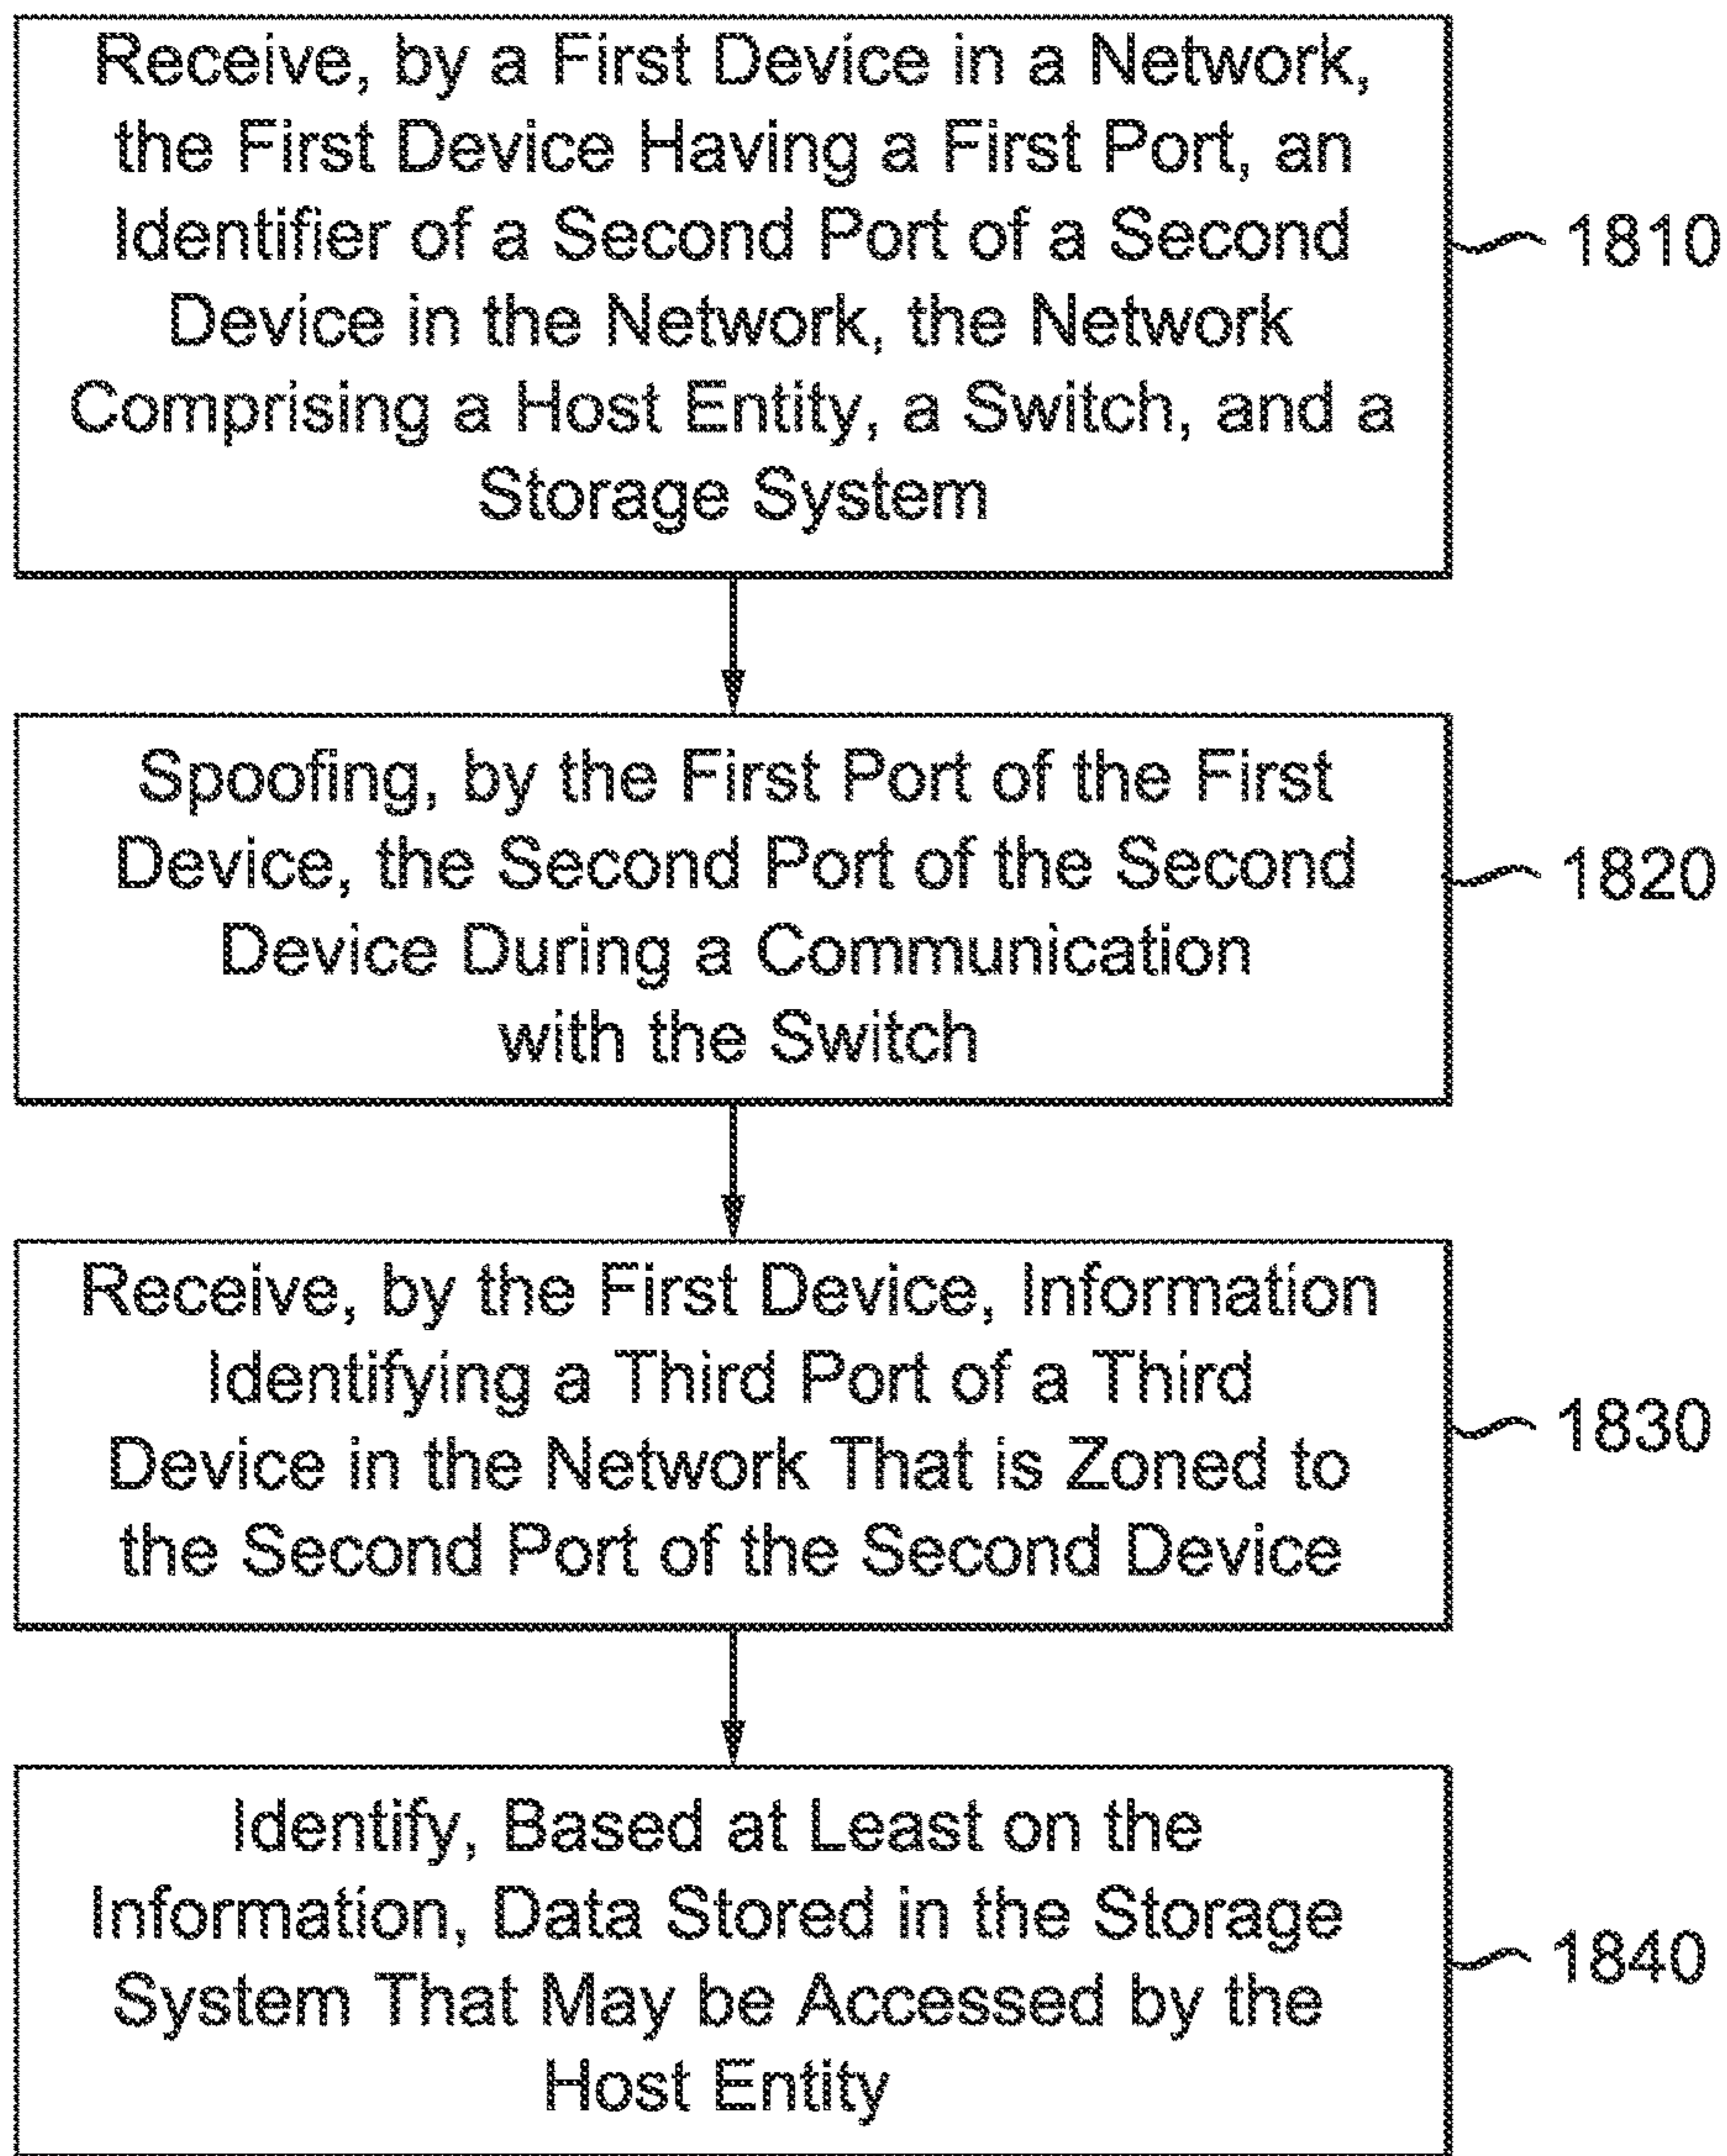 Receive, by a First Device in a Network,
the First Device Having a First Port, an
Identifier of a Second Port of a Second
Device in the Network, the Network
Comprising a Host Entity, a Switch, and a
Storage System
1810
Spoofing, by the First Port of the First
Device, the Second Port of the Second
Device During a Communication
with the Switch
1820
Receive, by the First Device, Information
Identifying a Third Port of a Third
Device in the Network That is Zoned to
the Second Port of the Second Device
1830
Identify, Based at Least on the
Information, Data Stored in the Storage
System That May be Accessed by the
Host Entity
1840